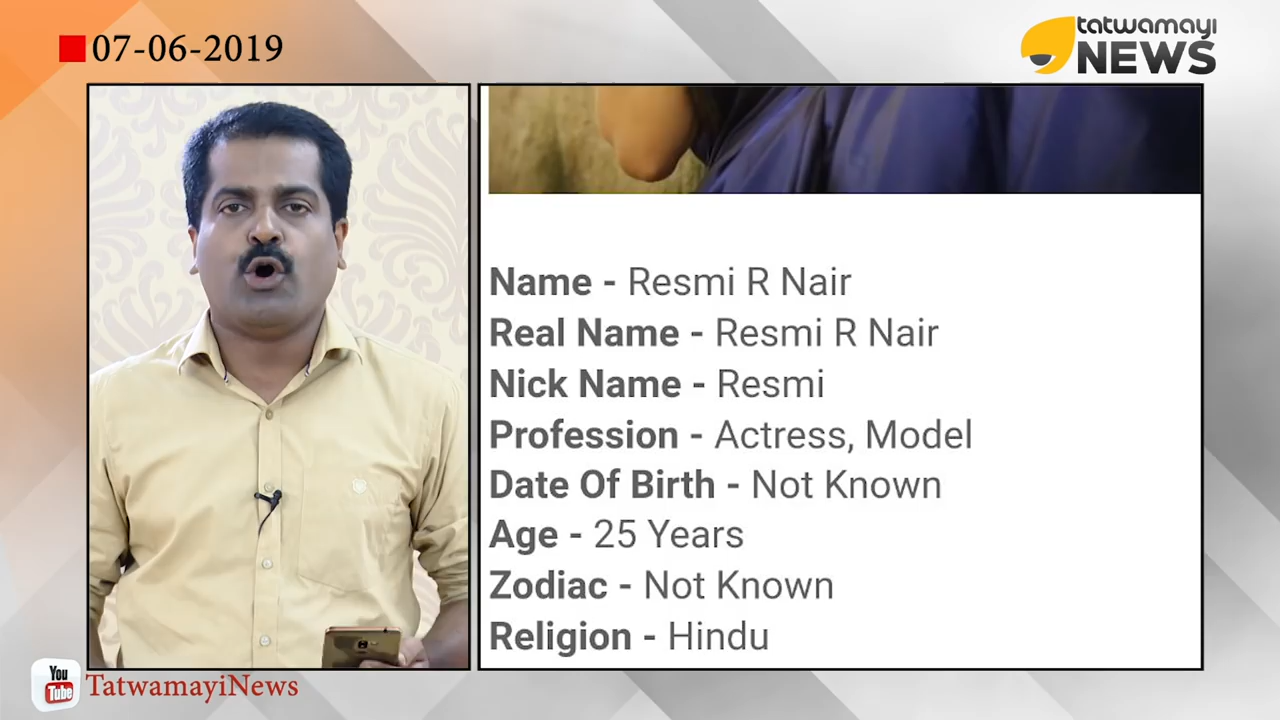 07-06-2019
tatwamayi
NEWS
Name - Resmi R Nair
Real Name - Resmi R Nair
Nick Name - Resmi
Profession - Actress, Model
Date Of Birth - Not Known
Age - 25 Years
Zodiac - Not Known
Religion - Hindu
You
Tube
TatwamayiNews